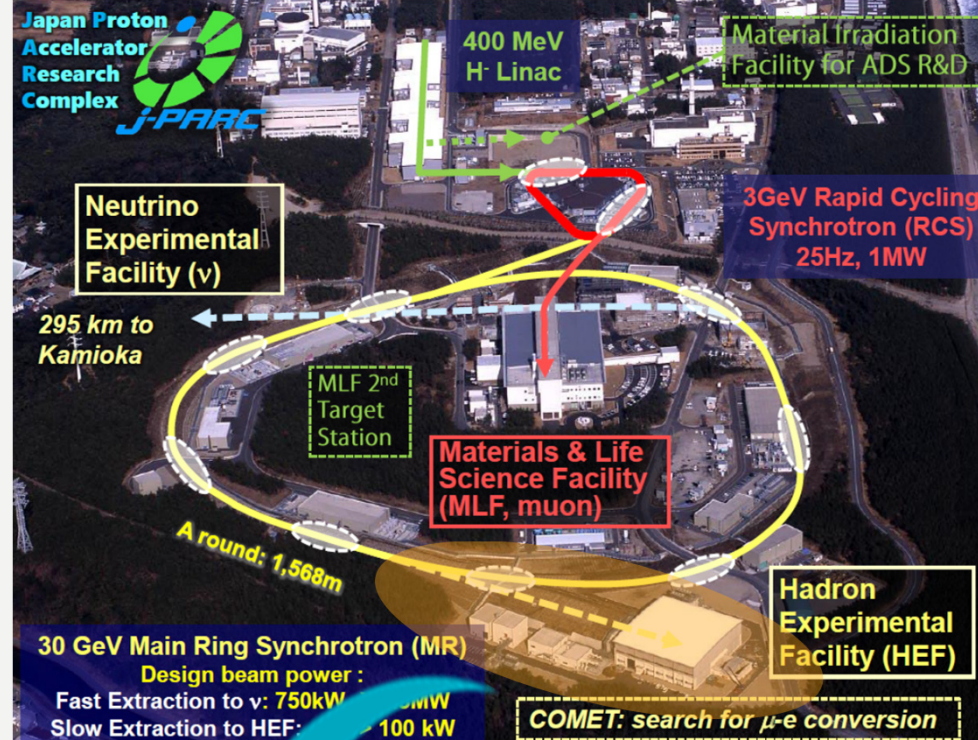 Japan Proton
Accelerator
Research
Complex
J-PARC
400 MeV
H- Linac
Material Irradiation
Facility for ADS R&D
Neutrino
Experimental
Facility (ν)
3GeV Rapid Cycling
Synchrotron (RCS)
25Hz, 1MW
295 km to
Kamioka
MLF 2nd
Target
Station
Materials & Life
Science Facility
(MLF, muon)
A round: 1,568m
Hadron
Experimental
Facility (HEF)
30 GeV Main Ring Synchrotron (MR)
Design beam power :
Fast Extraction to ν: 750kW
Slow Extraction to HEF: 100 kW
COMET: search for μ-e conversion